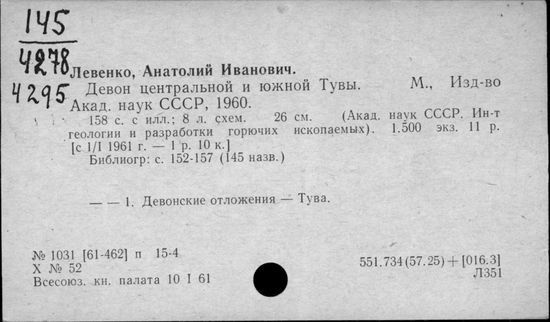 145
4278
4295
Левенко, Анатолий Иванович.
Девон центральной и южной Тувы. М., Изд-во
Акад. наук СССР, 1960.
158 с. с илл.; 8 л. схем. 26 см. (Акад. наук СССР. Ин-т
геологии и разработки горючих ископаемых). 1.500 экз. 11 р.
[с 1/I 1961 г. — 1 р. 10 к.]
Библиогр: с. 152-157 (145 назв.)
— — 1. Девонские отложения — Тува.
№ 1031 [61-462] п 15-4
X № 52
Всесоюз. кн. палата 10 I 61
551.734(57.25)+[016.3]
Л351